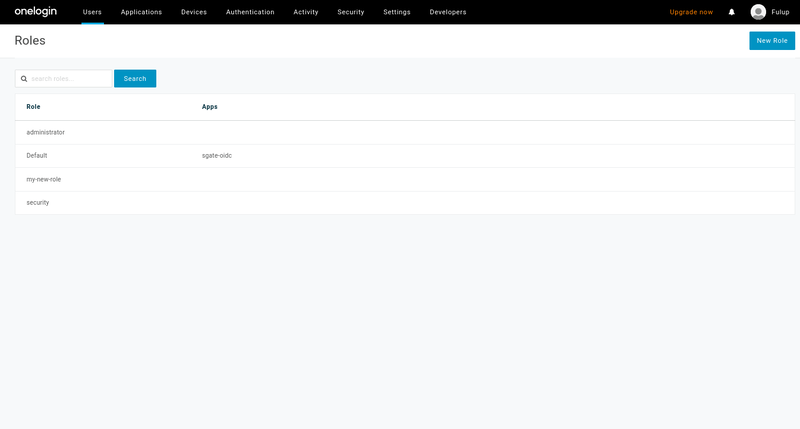 onelogin Users Applications Devices Authentication Activity Security Settings Developers Upgrade now Fulup
Roles New Role
search roles... Search
Role Apps
administrator
Default sgate-oidc
my-new-role
security